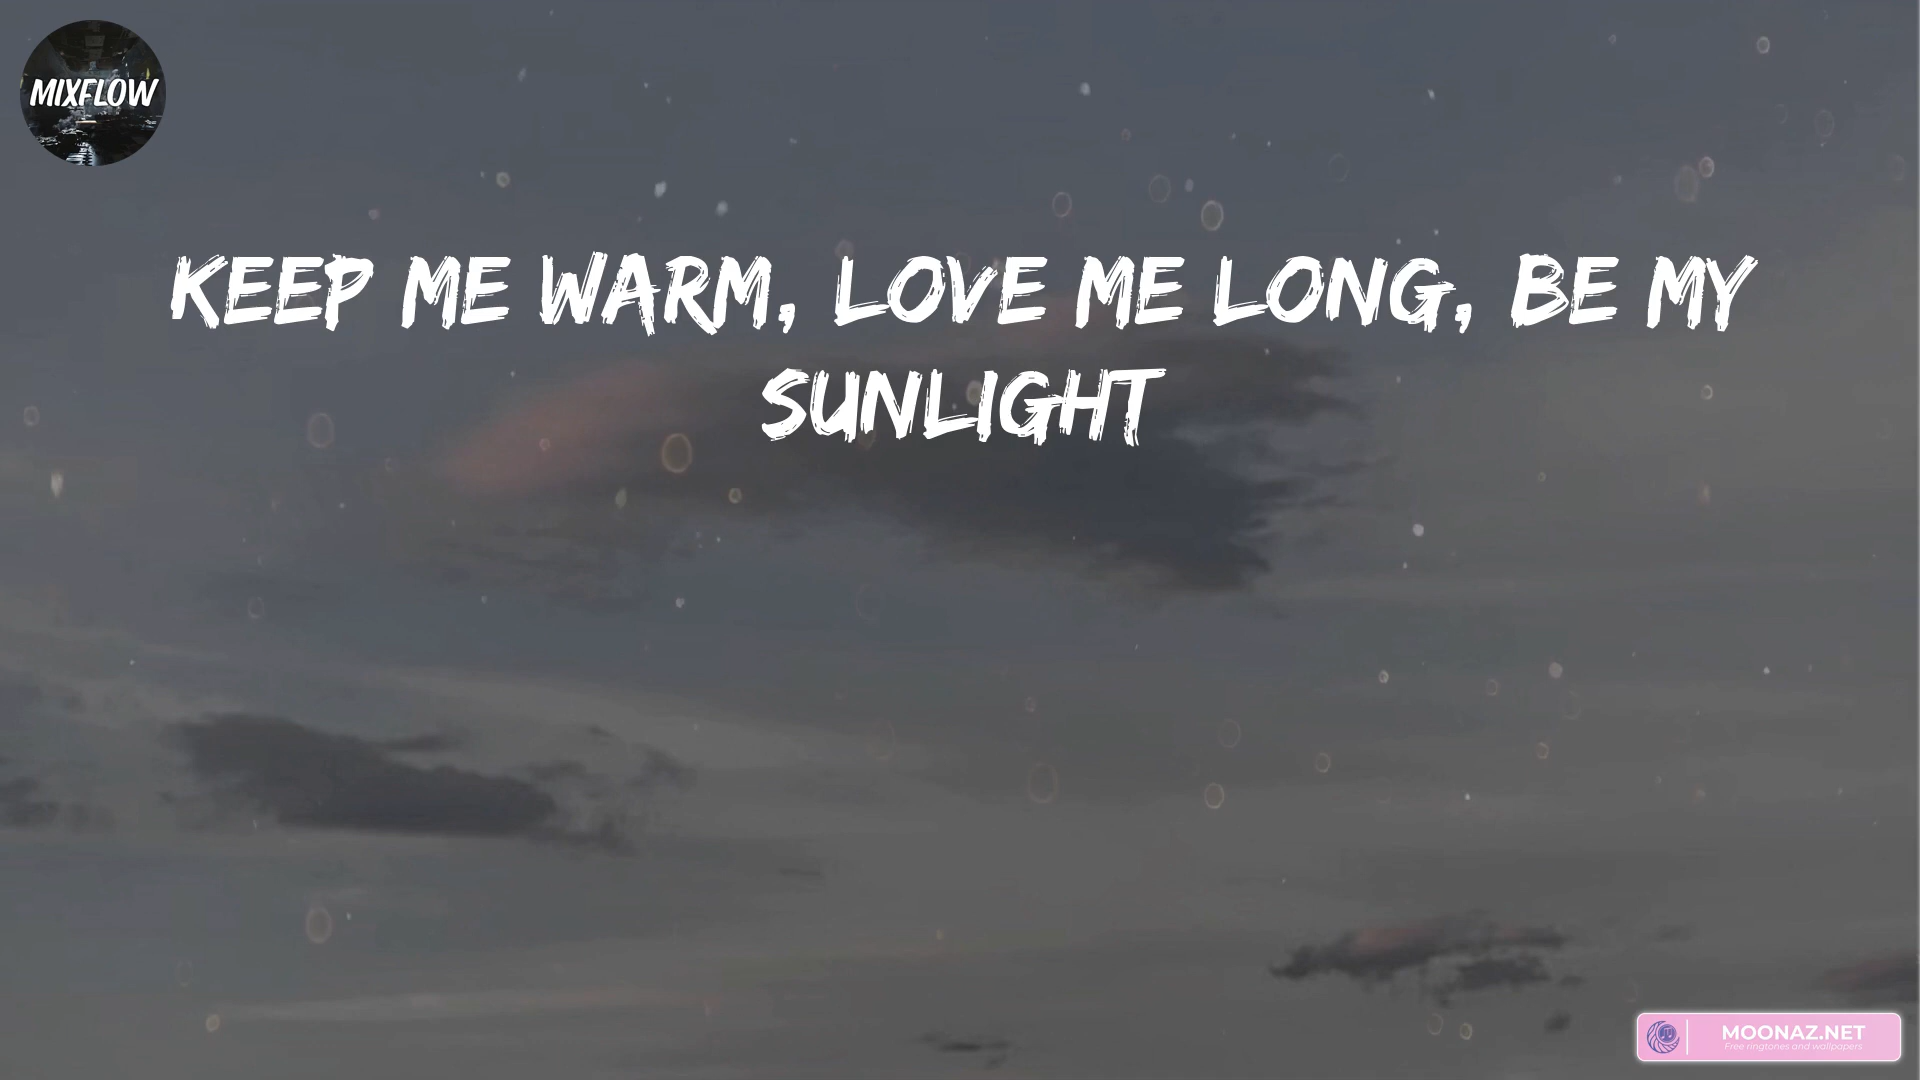 MIXFLOW
KEEP ME WARM, LOVE ME LONG, BE MY
SUNLIGHT
MOONAZ.NET
Free ringtones and wallpapers